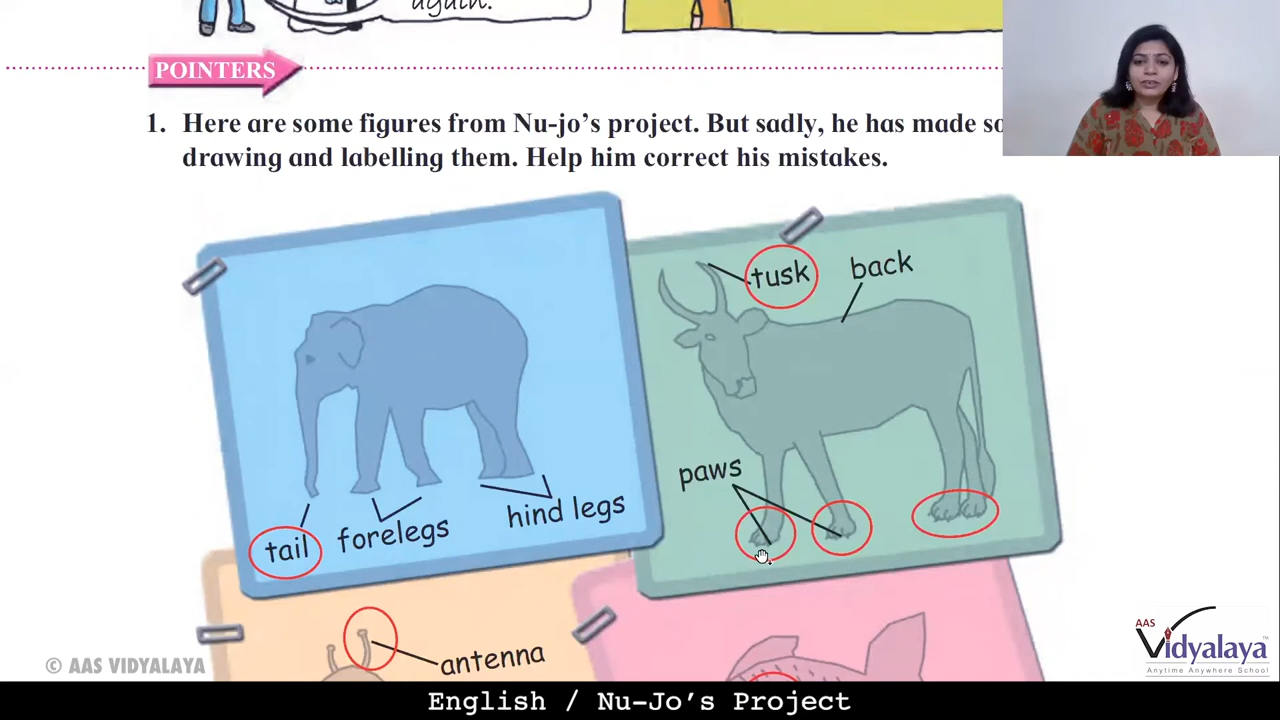 again.
POINTERS
1. Here are some figures from Nu-jo's project. But sadly, he has made
drawing and labelling them. Help him correct his mistakes.
tusk
back
paws
tail
forelegs
hind legs
antenna
AAS
Vidyalaya
TM
Anytime Anywhere School
© AAS VIDYALAYA
English / Nu-Jo's Project